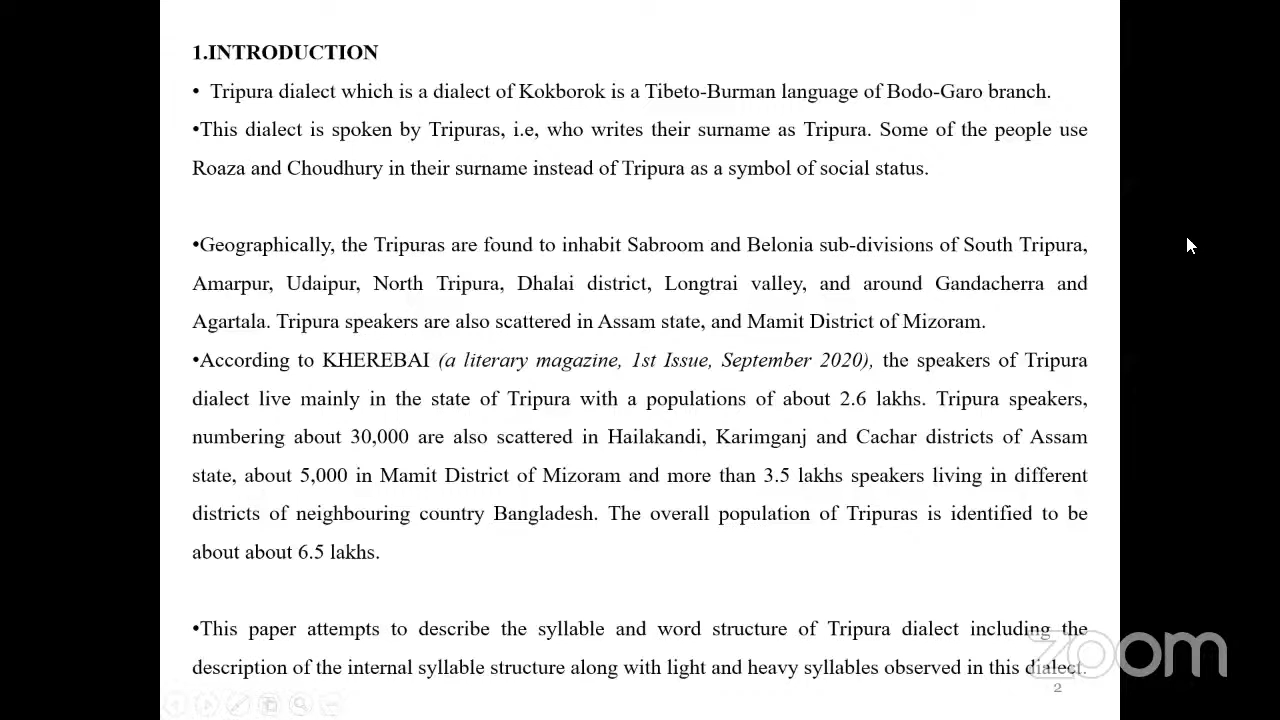 1.INTRODUCTION
• Tripura dialect which is a dialect of Kokborok is a Tibeto-Burman language of Bodo-Garo branch.
•This dialect is spoken by Tripuras, i.e, who writes their surname as Tripura. Some of the people use
Roaza and Choudhury in their surname instead of Tripura as a symbol of social status.
•Geographically, the Tripuras are found to inhabit Sabroom and Belonia sub-divisions of South Tripura,
Amarpur, Udaipur, North Tripura, Dhalai district, Longtrai valley, and around Gandacherra and
Agartala. Tripura speakers are also scattered in Assam state, and Mamit District of Mizoram.
•According to KHEREBAI (a literary magazine, 1st Issue, September 2020), the speakers of Tripura
dialect live mainly in the state of Tripura with a populations of about 2.6 lakhs. Tripura speakers,
numbering about 30,000 are also scattered in Hailakandi, Karimganj and Cachar districts of Assam
state, about 5,000 in Mamit District of Mizoram and more than 3.5 lakhs speakers living in different
districts of neighbouring country Bangladesh. The overall population of Tripuras is identified to be
about about 6.5 lakhs.
•This paper attempts to describe the syllable and word structure of Tripura dialect including the
description of the internal syllable structure along with light and heavy syllables observed in this dialect.
zoom
2